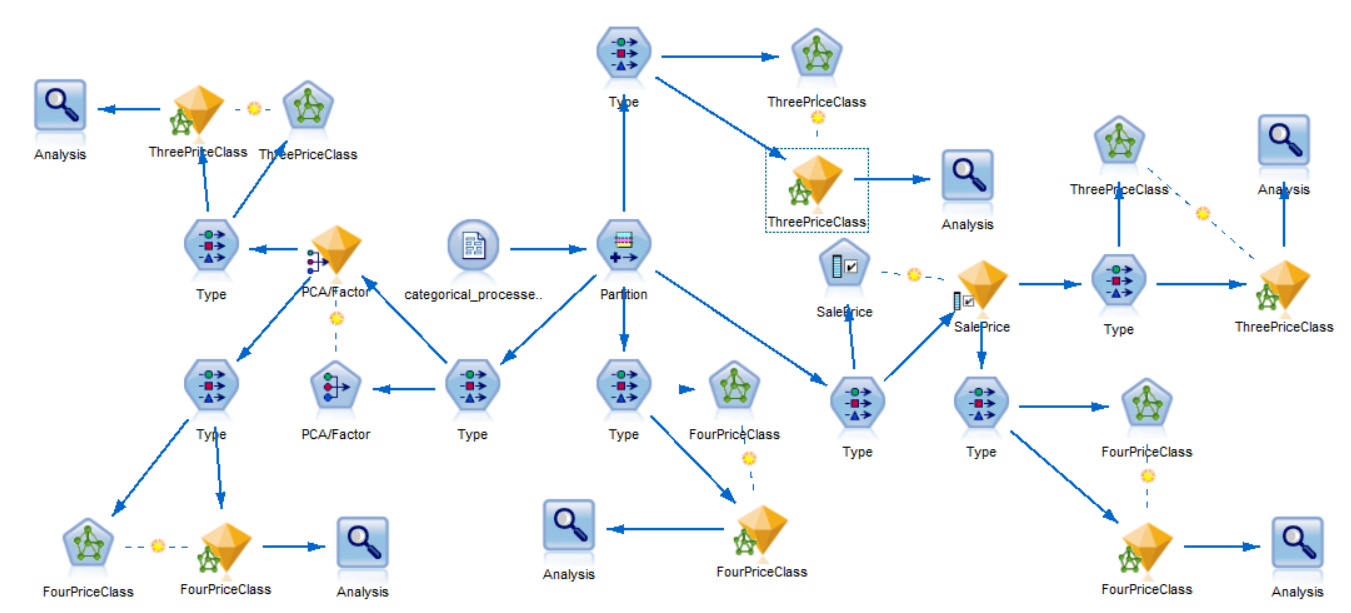 Type
ThreePriceClass
Analysis
ThreePriceClass
ThreePriceClass
ThreePriceClass
Analysis
ThreePriceClass
Analysis
Type
PCA/Factor
categorical_processe..
Partition
SalePrice
SalePrice
Type
ThreePriceClass
Type
PCA/Factor
Type
Type
FourPriceClass
Type
Type
FourPriceClass
FourPriceClass
FourPriceClass
Analysis
Analysis
FourPriceClass
FourPriceClass
Analysis